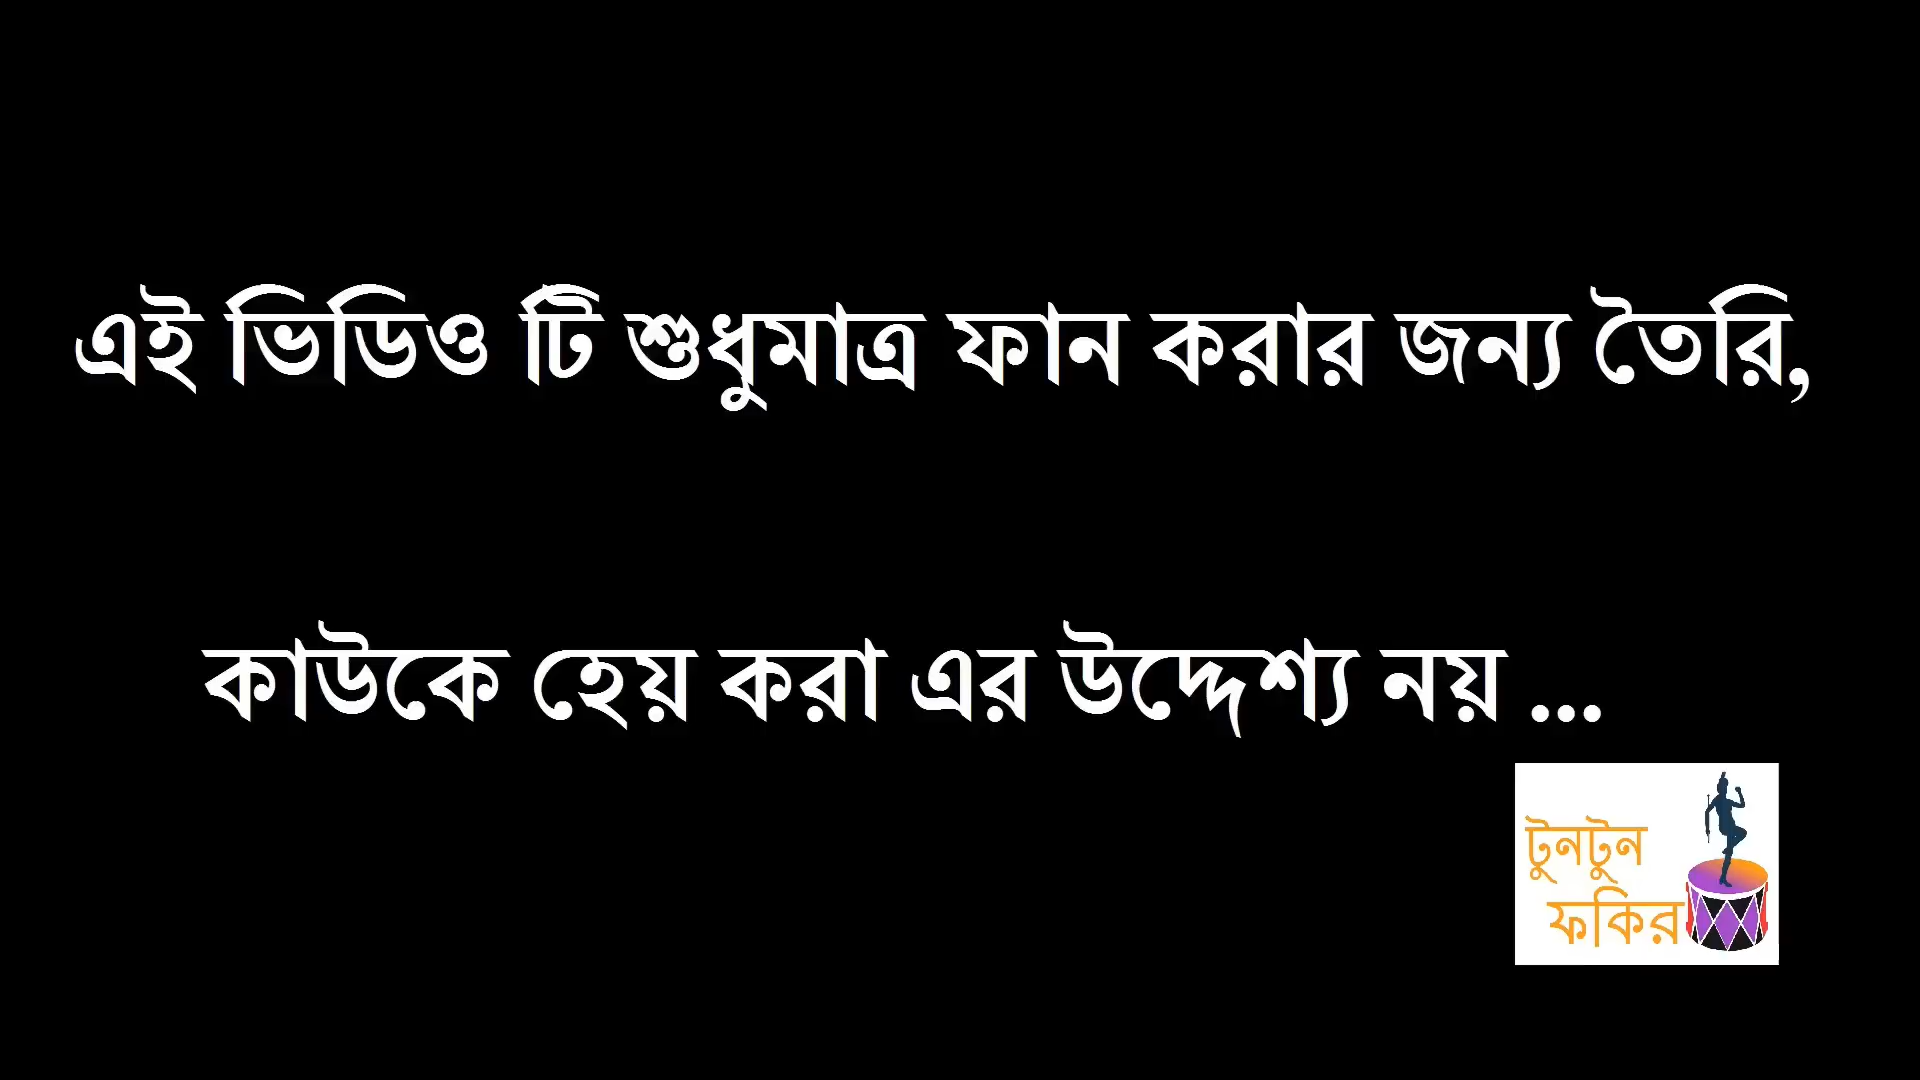 এই ভিডিও টি শুধুমাত্র ফান করার জন্য তৈরি,
কাউকে হেয় করা এর উদ্দেশ্য নয় ...
টুনটুন
ফকির